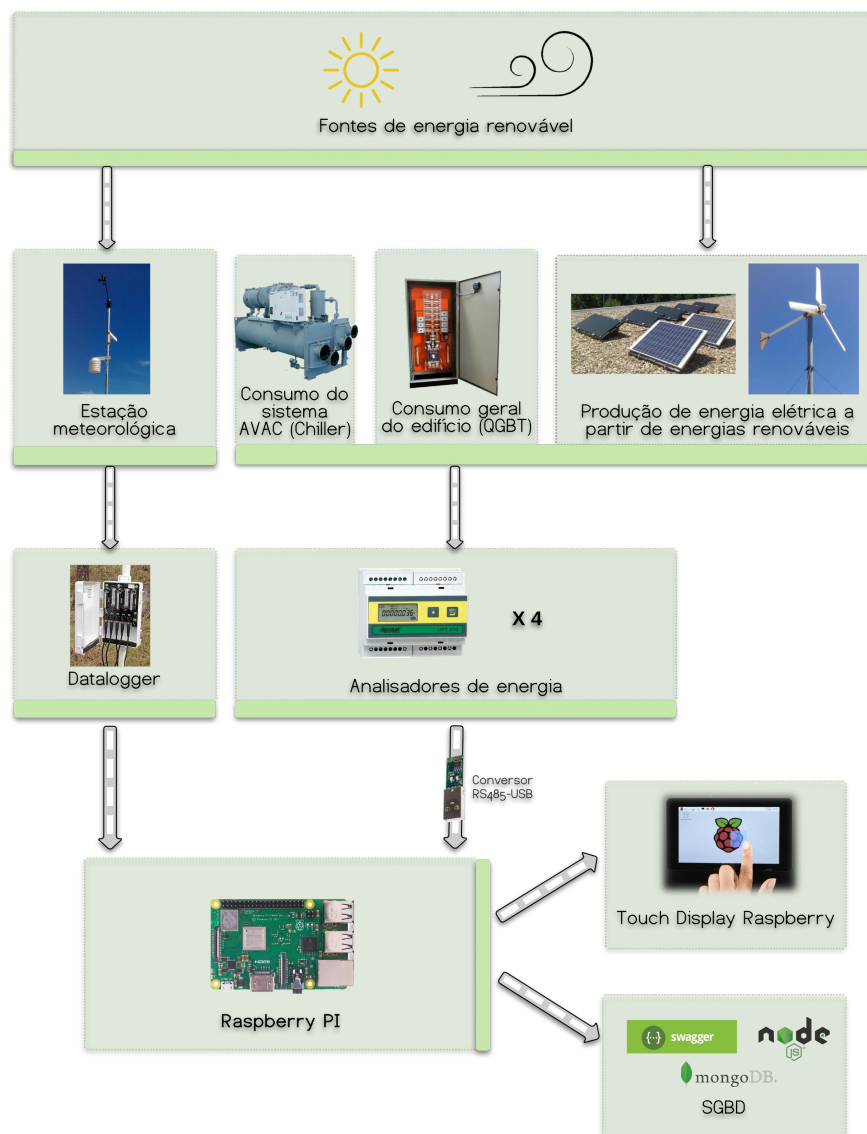 Fontes de energia renovável
Estação
meteorológica
Consumo do
sistema
AVAC (Chiller)
Consumo geral
do edifício (QGBT)
Produção de energia elétrica a
partir de energias renováveis
Datalogger
X 4
Analisadores de energia
Conversor
RS485-USB
Raspberry PI
HDMI
Touch Display Raspberry
{··} swagger
node
JS
mongoDB.
SGBD